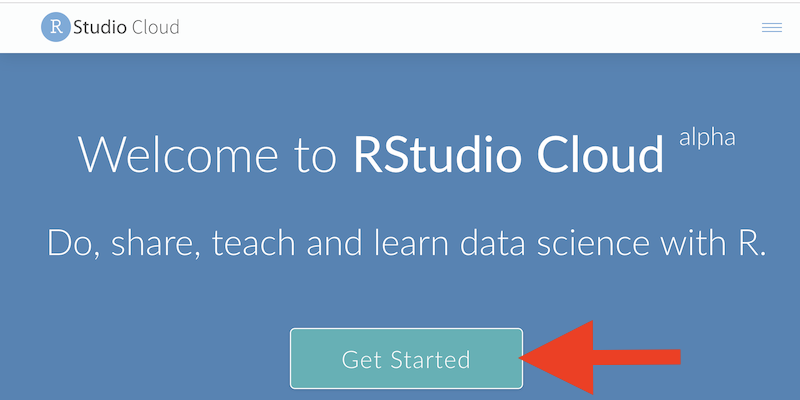 R Studio Cloud
Welcome to RStudio Cloud alpha
Do, share, teach and learn data science with R.
Get Started